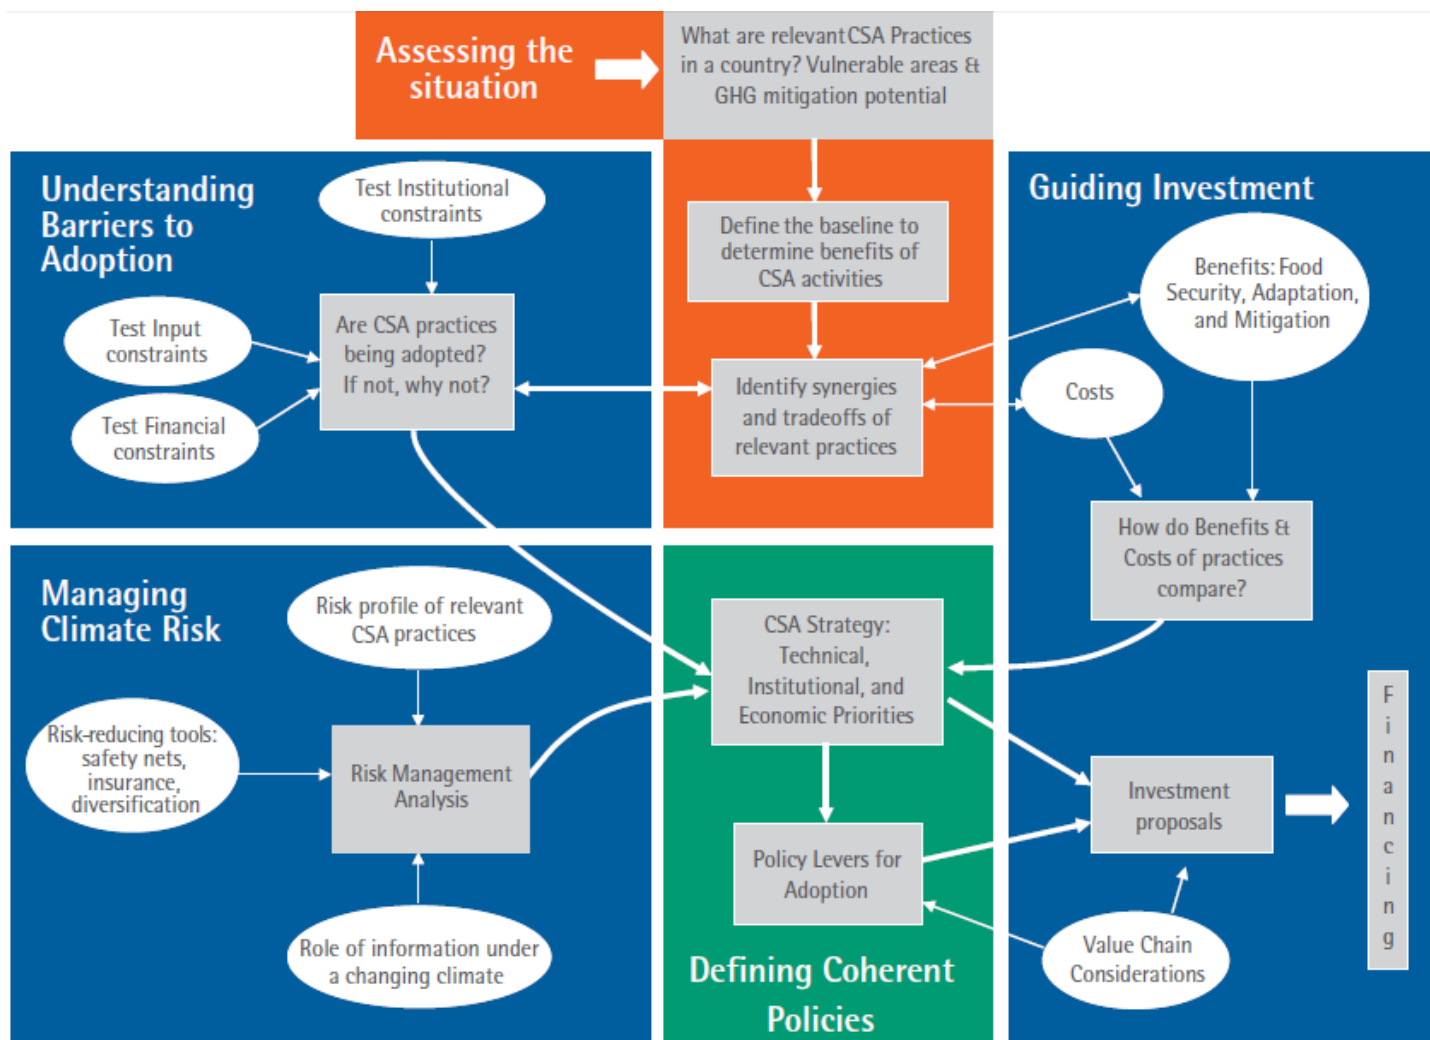 Assessing the
situation
What are relevant CSA Practices
in a country? Vulnerable areas &
GHG mitigation potential
Understanding
Barriers to
Adoption
Test Institutional
constraints
Test Input
constraints
Test Financial
constraints
Are CSA practices
being adopted?
If not, why not?
Define the baseline to
determine benefits of
CSA activities
Identify synergies
and tradeoffs of
relevant practices
Guiding Investment
Benefits: Food
Security, Adaptation,
and Mitigation
Costs
How do Benefits &
Costs of practices
compare?
Managing
Climate Risk
Risk profile of relevant
CSA practices
Risk-reducing tools:
safety nets,
insurance,
diversification
Risk Management
Analysis
Role of information under
a changing climate
CSA Strategy:
Technical,
Institutional, and
Economic Priorities
Policy Levers for
Adoption
Defining Coherent
Policies
Investment
proposals
Value Chain
Considerations
Financing